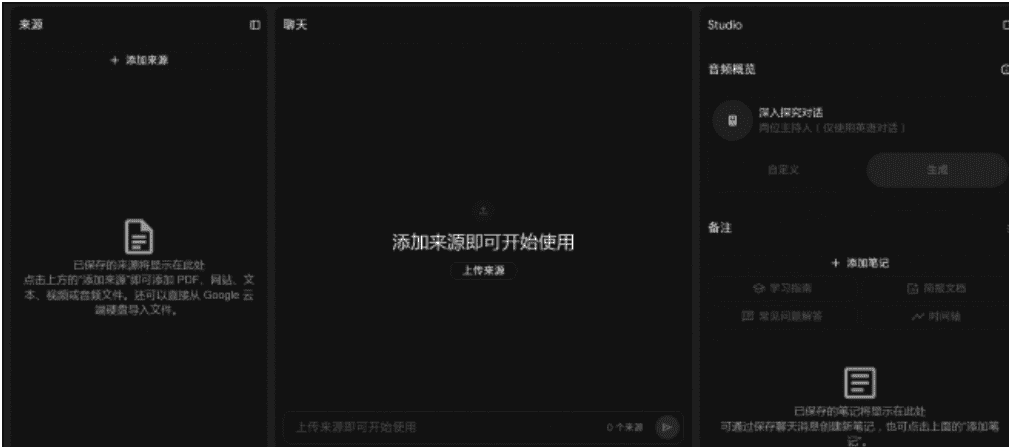 来源
+ 添加来源
已保存的来源将显示在此处
点击上方的“添加来源”即可添加 PDF、网站、文
本、视频或音频文件。还可以直接从 Google 云
端硬盘导入文件。
聊天
添加来源即可开始使用
上传来源
上传来源即可开始使用
0 个来源
Studio
音频概览
深入探究对话
两位主持人（仅使用英语对话）
自定义
生成
备注
+ 添加笔记
学习指南
简报文档
常见问题解答
时间轴
已保存的笔记将显示在此处
可通过保存聊天消息创建新笔记，也可点击上面的“添加笔
记”。